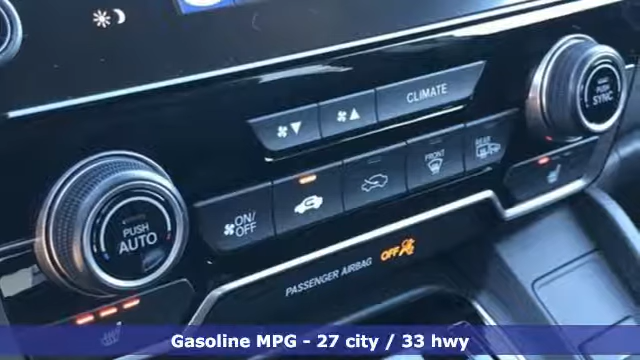 CLIMATE
PUSH
SYNC
ON/
OFF
FRONT
REAR
PUSH
AUTO
PASSENGER AIRBAG OFF
Gasoline MPG - 27 city / 33 hwy